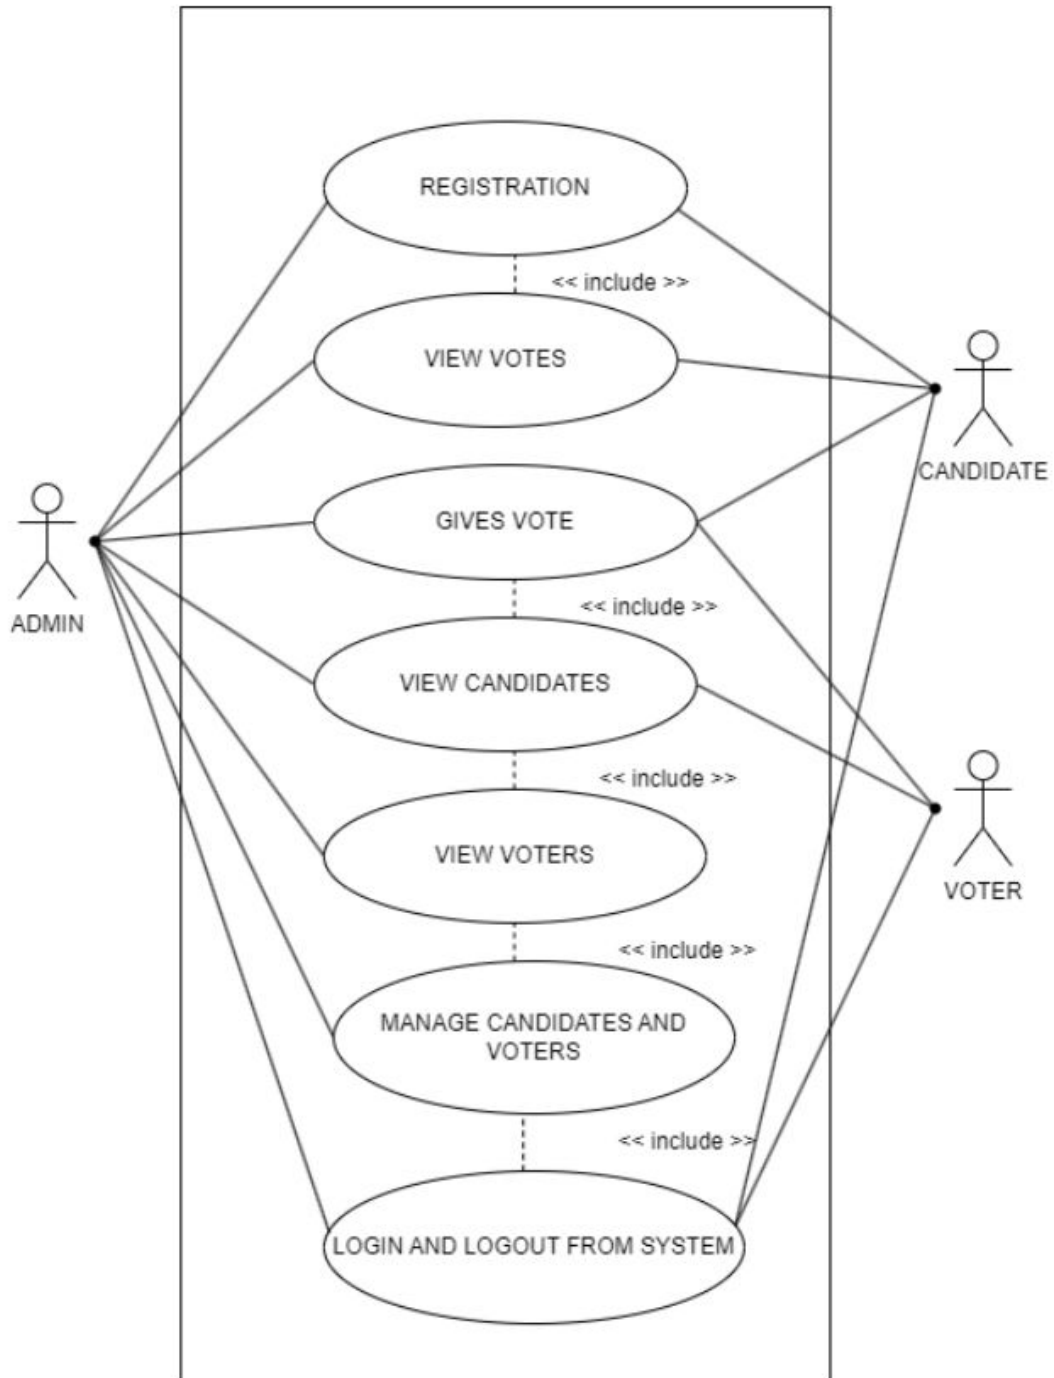 REGISTRATION
<< include >>
VIEW VOTES
CANDIDATE
GIVES VOTE
ADMIN
<< include >>
VIEW CANDIDATES
<< include >>
VIEW VOTERS
VOTER
<< include >>
MANAGE CANDIDATES AND
VOTERS
<< include >>
LOGIN AND LOGOUT FROM SYSTEM